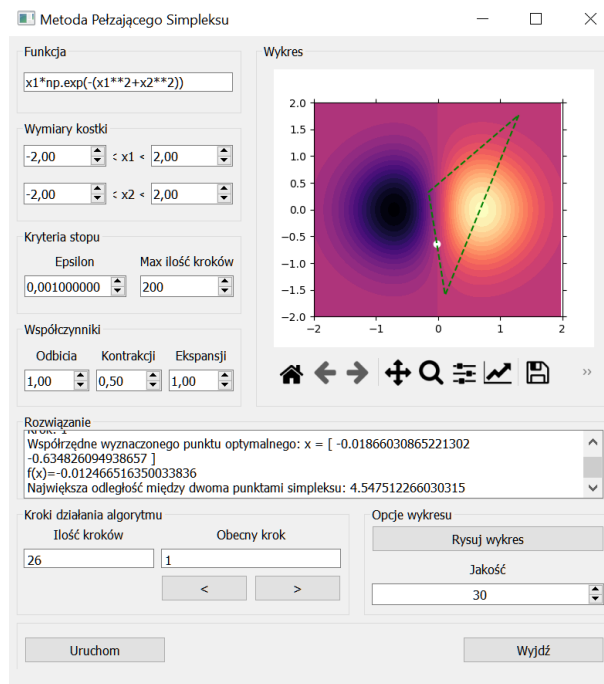 Metoda Pełzającego Simpleksu
Funkcja
x1*np.exp(-(x1**2+x2**2))
Wymiary kostki
-2,00 < x1 < 2,00
-2,00 < x2 < 2,00
Kryteria stopu
Epsilon Max ilość kroków
0,001000000 200
Współczynniki
Odbicia Kontrakcji Ekspansji
1,00 0,50 1,00
Wykres
2.0
1.5
1.0
0.5
0.0
−0.5
−1.0
−1.5
−2.0
−2 −1 0 1 2
Rozwiązanie
Krok: 1
Współrzędne wyznaczonego punktu optymalnego: x = [ -0.01866030865221302
-0.634826094938657 ]
f(x)=-0.012466516350033836
Największa odległość między dwoma punktami simpleksu: 4.547512266030315
Kroki działania algorytmu
Ilość kroków Obecny krok
26 1
< >
Opcje wykresu
Rysuj wykres
Jakość
30
Uruchom Wyjdź